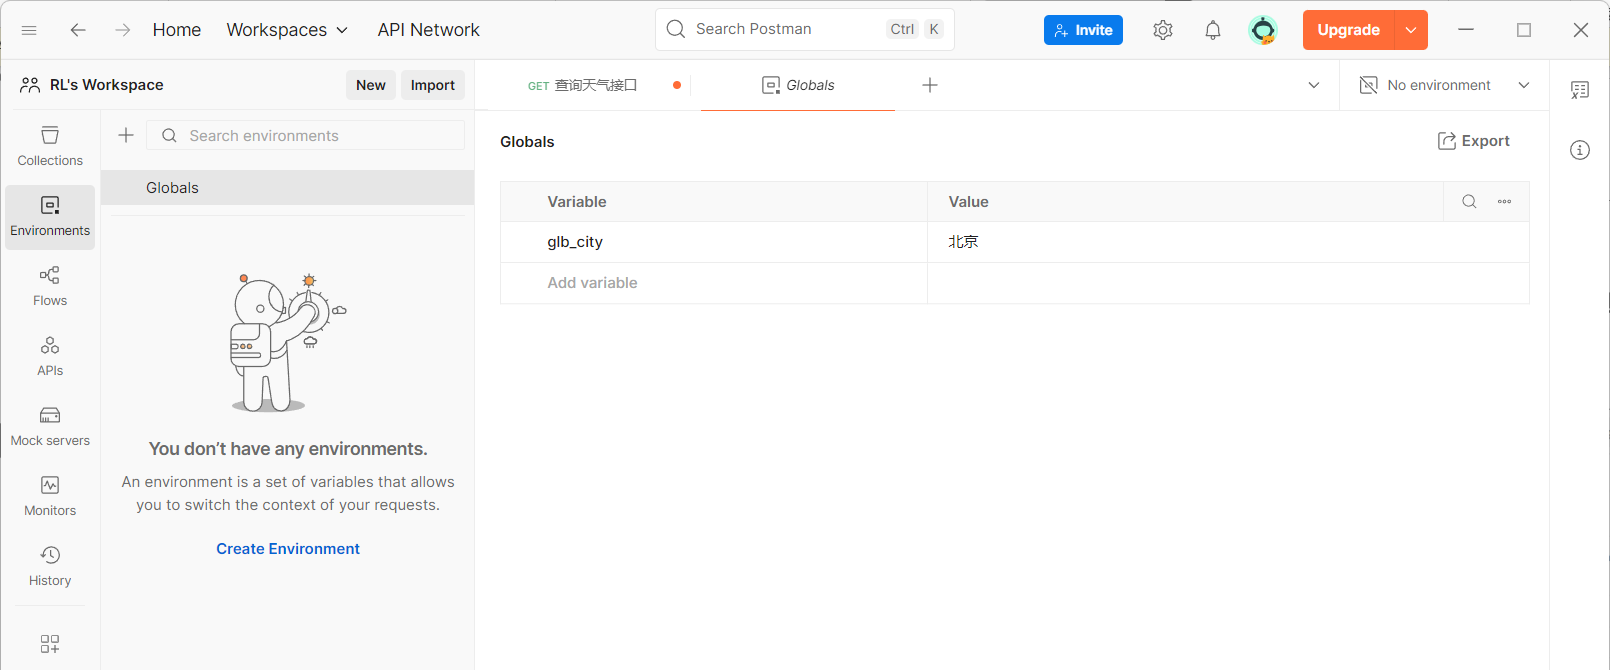 Home Workspaces API Network Search Postman Ctrl K Invite Upgrade
RL's Workspace New Import GET 查询天气接口 Globals No environment
Search environments
Collections
Globals
Environments
Flows
APIs
Mock servers
Monitors
History
You don’t have any environments.
An environment is a set of variables that allows
you to switch the context of your requests.
Create Environment
Globals Export
Variable Value
glb_city 北京
Add variable